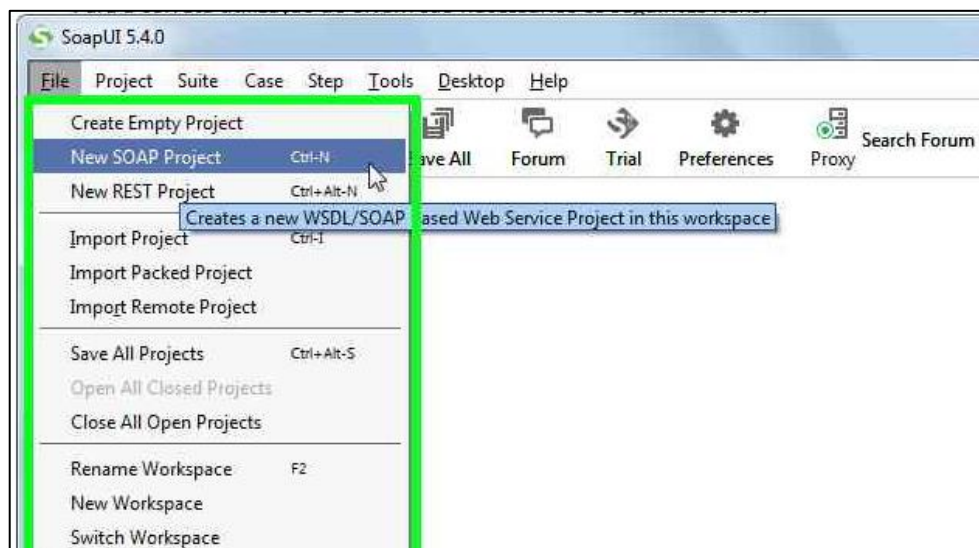 SoapUI 5.4.0
File Project Suite Case Step Tools Desktop Help
Create Empty Project
New SOAP Project Ctrl-N
ave All Forum Trial Preferences Proxy Search Forum
New REST Project Ctrl+Alt-N
Creates a new WSDL/SOAP based Web Service Project in this workspace
Import Project Ctrl-I
Import Packed Project
Import Remote Project
Save All Projects Ctrl+Alt-S
Open All Closed Projects
Close All Open Projects
Rename Workspace F2
New Workspace
Switch Workspace